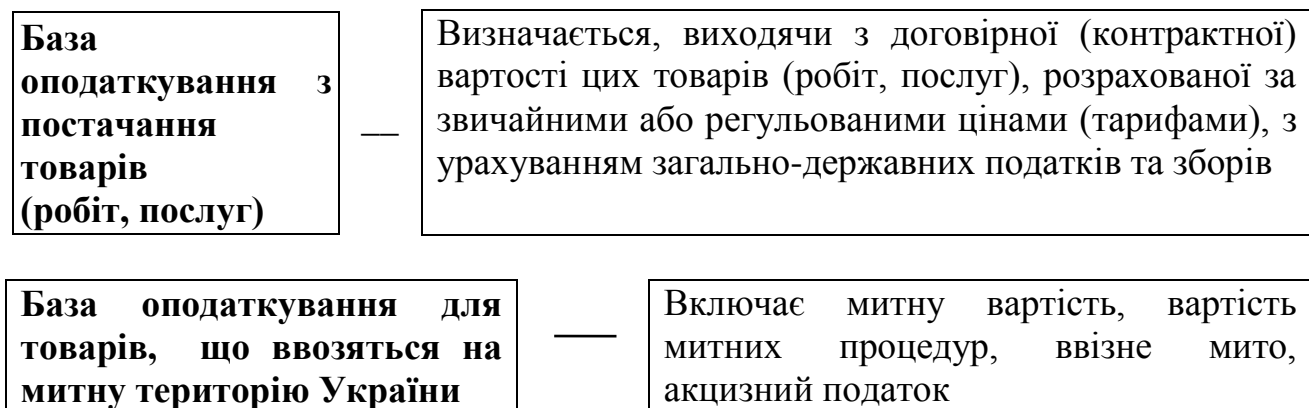 База
оподаткування з
постачання
товарів
(робіт, послуг)
Визначається, виходячи з договірної (контрактної)
вартості цих товарів (робіт, послуг), розрахованої за
звичайними або регульованими цінами (тарифами), з
урахуванням загально-державних податків та зборів
База оподаткування для
товарів, що ввозяться на
митну територію України
Включає митну вартість, вартість
митних процедур, ввізне мито,
акцизний податок